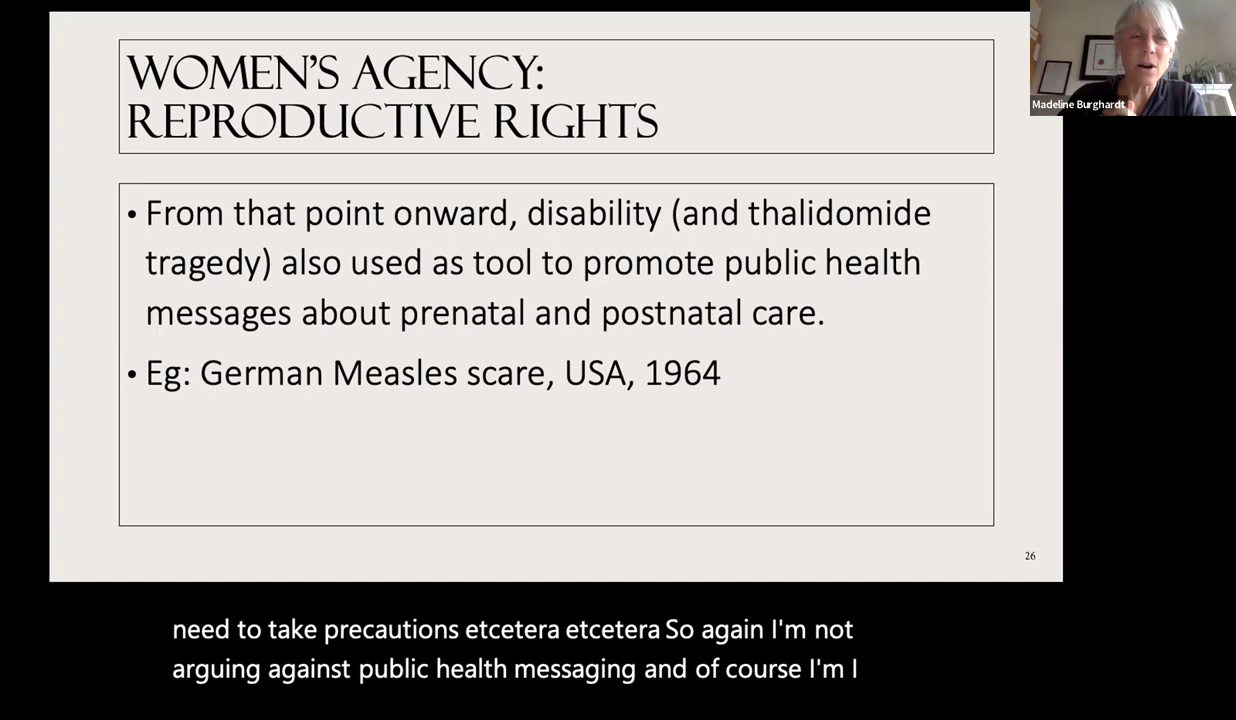 WOMEN'S AGENCY:
REPRODUCTIVE RIGHTS
• From that point onward, disability (and thalidomide
tragedy) also used as tool to promote public health
messages about prenatal and postnatal care.
• Eg: German Measles scare, USA, 1964
26
Madeline Burghardt
need to take precautions etcetera etcetera So again I'm not
arguing against public health messaging and of course I'm I